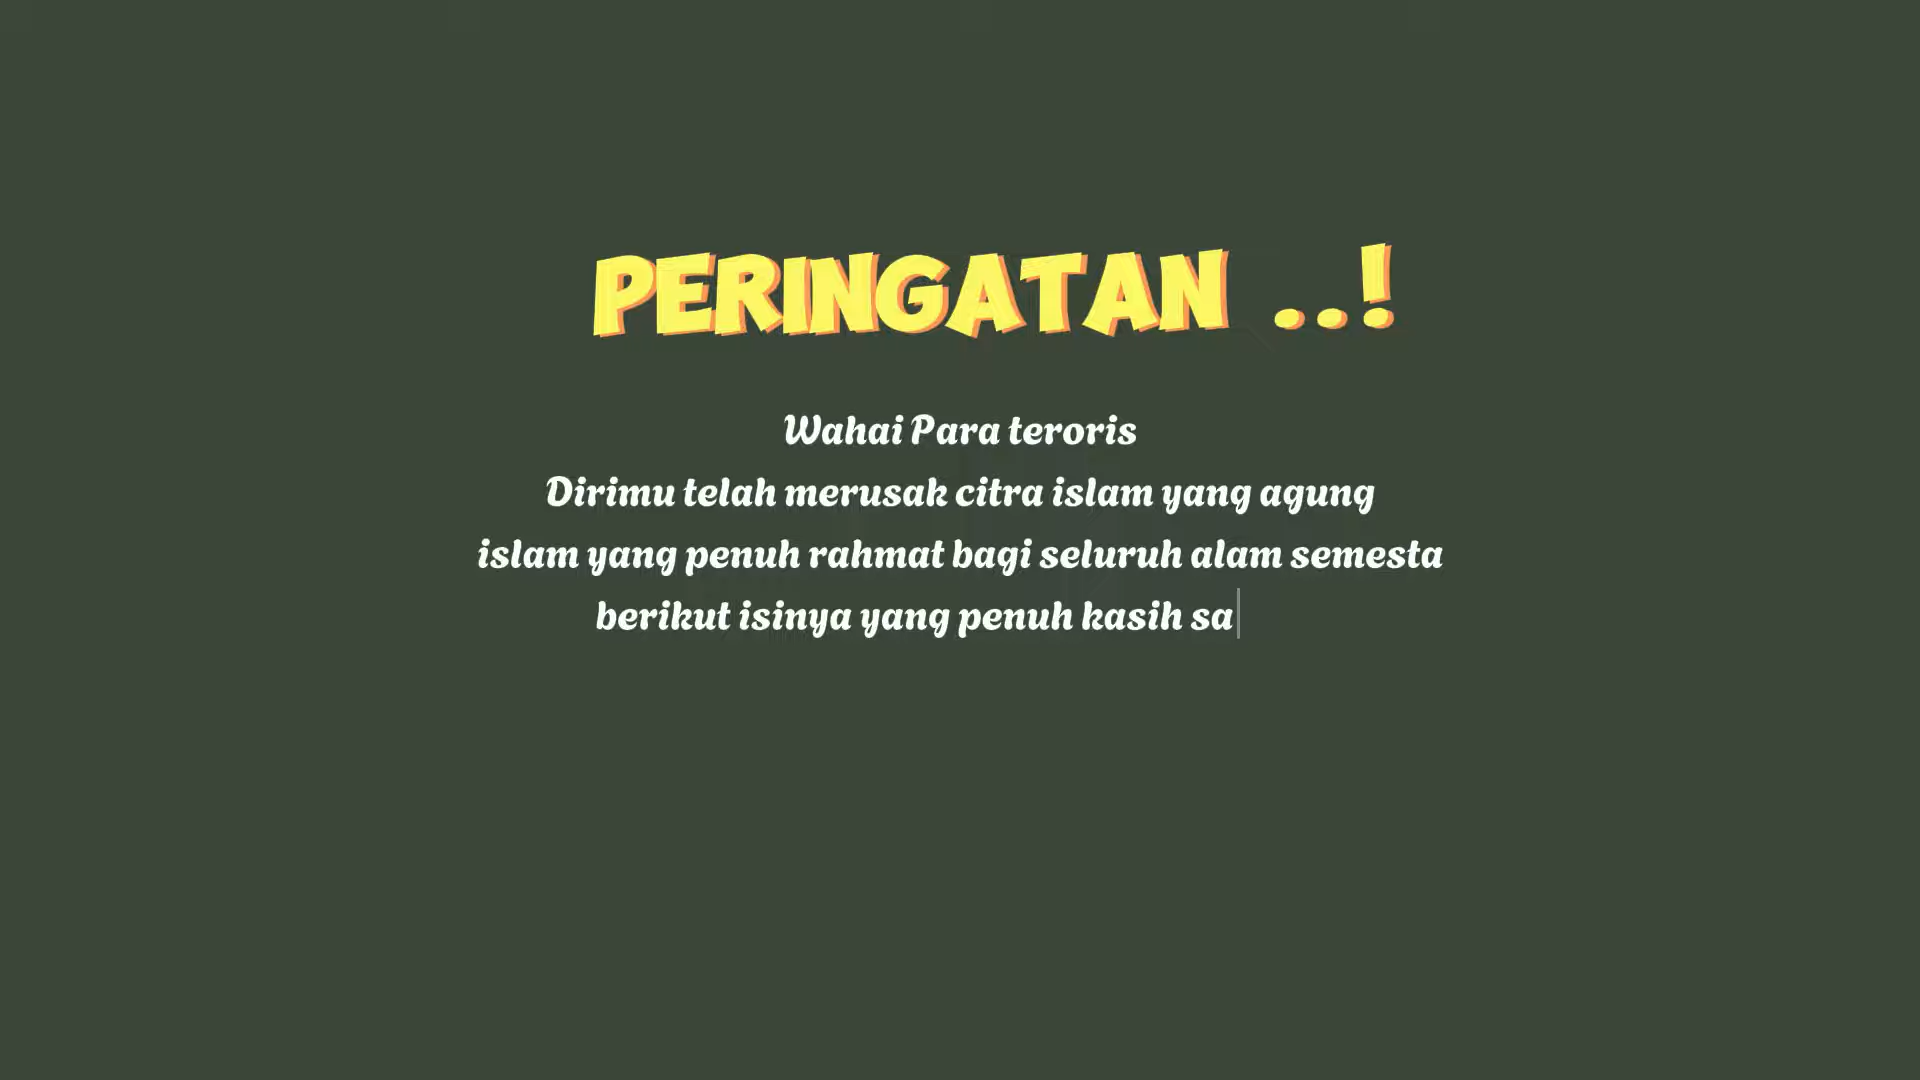 PERINGATAN ..!
Wahai Para teroris
Dirimu telah merusak citra islam yang agung
islam yang penuh rahmat bagi seluruh alam semesta
berikut isinya yang penuh kasih sa